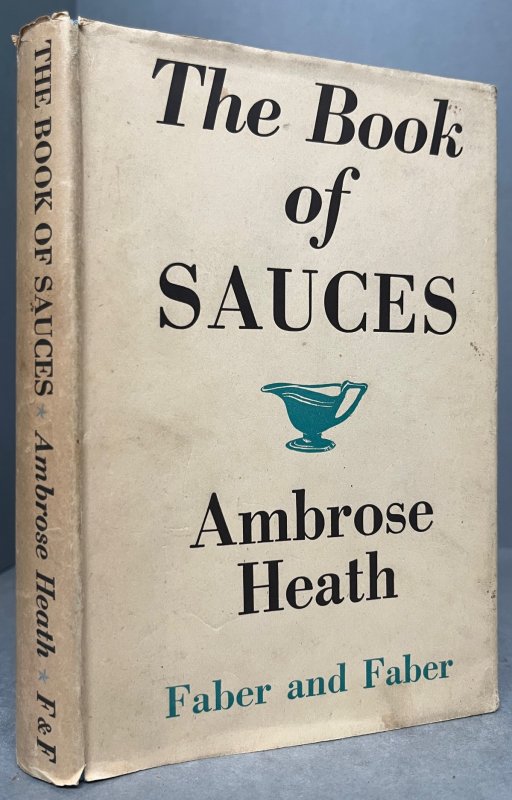 THE BOOK OF SAUCES * Ambrose Heath * F & F
The Book
of
SAUCES
Ambrose
Heath
Faber and Faber